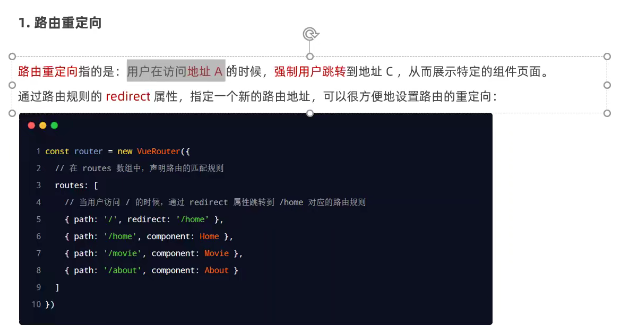 1. 路由重定向
路由重定向指的是：用户在访问地址 A 的时候，强制用户跳转到地址 C ，从而展示特定的组件页面。
通过路由规则的 redirect 属性，指定一个新的路由地址，可以很方便地设置路由的重定向：
1 const router = new VueRouter({
2 // 在 routes 数组中，声明路由的匹配规则
3 routes: [
4 // 当用户访问 / 的时候，通过 redirect 属性跳转到 /home 对应的路由规则
5 { path: '/', redirect: '/home' },
6 { path: '/home', component: Home },
7 { path: '/movie', component: Movie },
8 { path: '/about', component: About }
9 ]
10 })